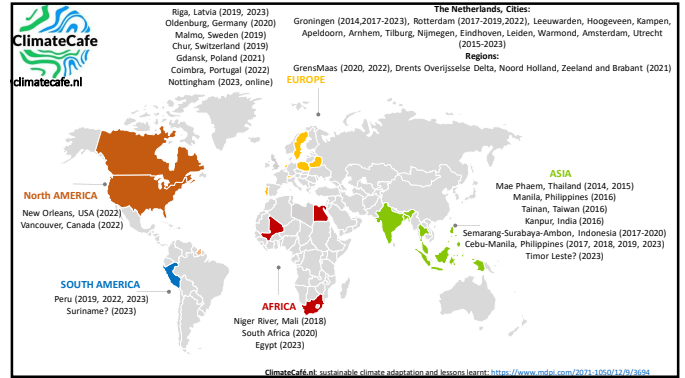 ClimateCafe
climatecafe.nl
Riga, Latvia (2019, 2023)
Oldenburg, Germany (2020)
Malmo, Sweden (2019)
Chur, Switzerland (2019)
Gdansk, Poland (2021)
Coimbra, Portugal (2022)
Nottingham (2023, online)
EUROPE
The Netherlands, Cities:
Groningen (2014,2017-2023), Rotterdam (2017-2019,2022), Leeuwarden, Hoogeveen, Kampen,
Apeldoorn, Arnhem, Tilburg, Nijmegen, Eindhoven, Leiden, Warmond, Amsterdam, Utrecht
(2015-2023)
Regions:
GrensMaas (2020, 2022), Drents Overijsselse Delta, Noord Holland, Zeeland and Brabant (2021)
North AMERICA
New Orleans, USA (2022)
Vancouver, Canada (2022)
SOUTH AMERICA
Peru (2019, 2022, 2023)
Suriname? (2023)
AFRICA
Niger River, Mali (2018)
South Africa (2020)
Egypt (2023)
ASIA
Mae Phaem, Thailand (2014, 2015)
Manila, Philippines (2016)
Tainan, Taiwan (2016)
Kanpur, India (2016)
Semarang-Surabaya-Ambon, Indonesia (2017-2020)
Cebu-Manila, Philippines (2017, 2018, 2019, 2023)
Timor Leste? (2023)
ClimateCafé.nl: sustainable climate adaptation and lessons learnt: https://www.mdpi.com/2071-1050/12/9/3694